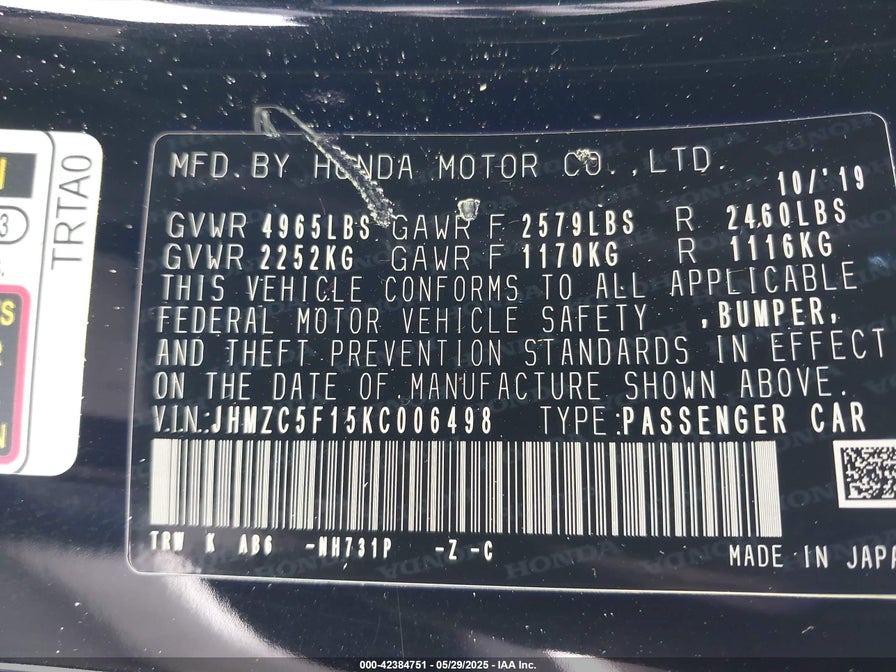 MFD. BY HONDA MOTOR CO., LTD.
10/'19
GVWR 4965LBS GAWR F 2579LBS R 2460LBS
GVWR 2252KG GAWR F 1170KG R 1116KG
THIS VEHICLE CONFORMS TO ALL APPLICABLE
FEDERAL MOTOR VEHICLE SAFETY ,BUMPER,
AND THEFT PREVENTION STANDARDS IN EFFECT
ON THE DATE OF MANUFACTURE SHOWN ABOVE.
V.I.N.:JHMZC5F15KC006498 TYPE:PASSENGER CAR
TRW K AB6 -NH731P -Z -C
MADE IN JAPA
TRTA0
000-42384751 — 05/29/2025 - IAA Inc.